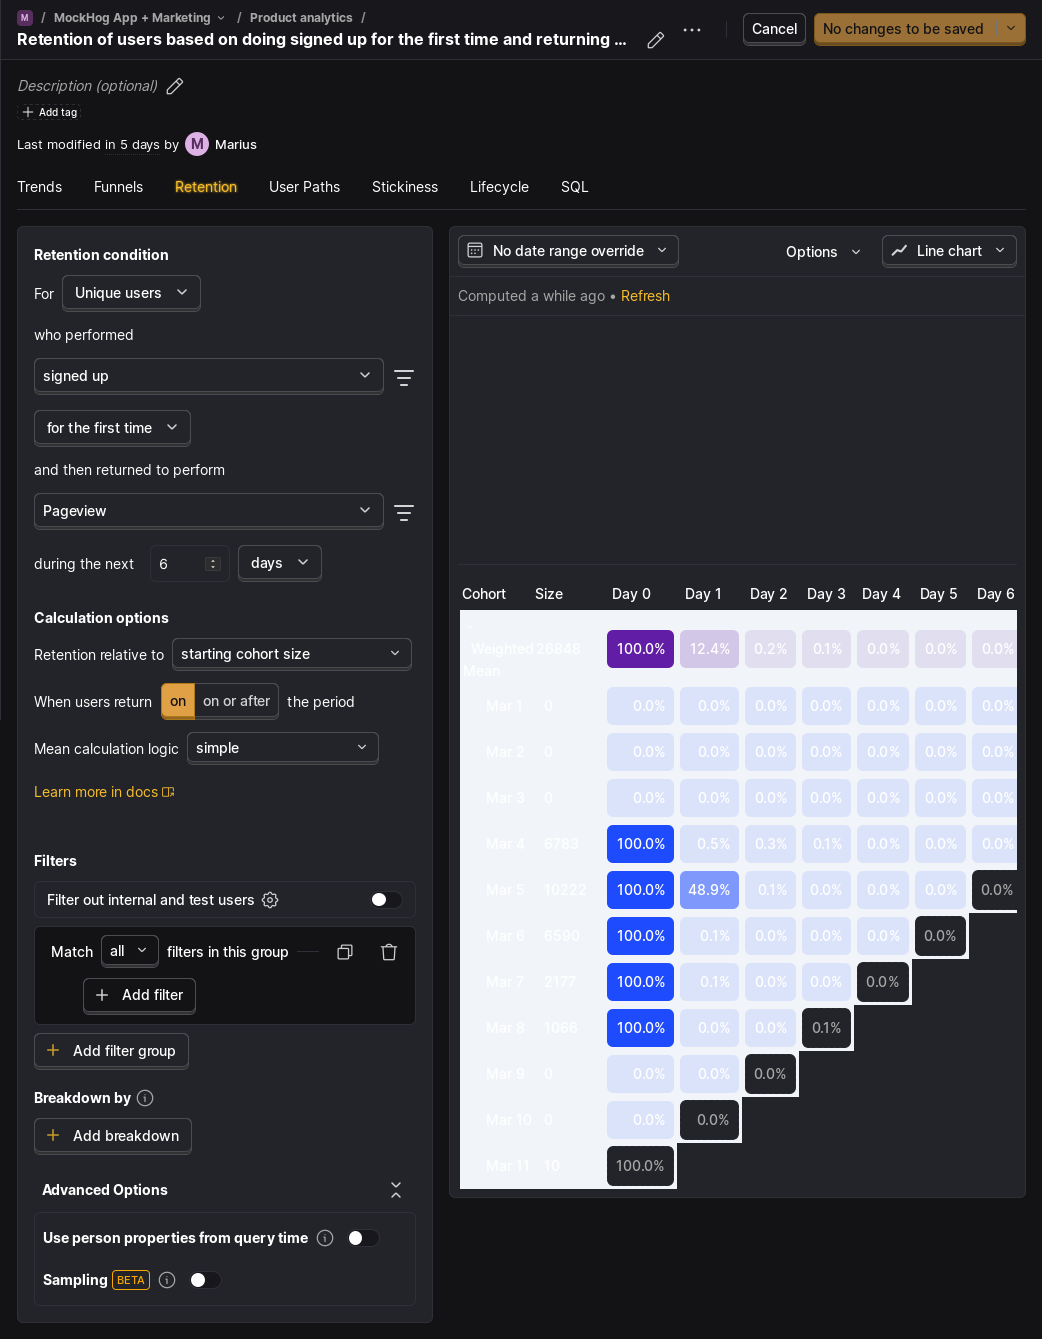 M / MockHog App + Marketing / Product analytics /
Retention of users based on doing signed up for the first time and returning ...
Cancel
No changes to be saved
Description (optional)
Add tag
Last modified in 5 days by M Marius
Trends Funnels Retention User Paths Stickiness Lifecycle SQL
Retention condition
For Unique users
who performed
signed up
for the first time
and then returned to perform
Pageview
during the next 6 days
Calculation options
Retention relative to starting cohort size
When users return on on or after the period
Mean calculation logic simple
Learn more in docs
Filters
Filter out internal and test users
Match all filters in this group
Add filter
Add filter group
Breakdown by
Add breakdown
Advanced Options
Use person properties from query time
Sampling BETA
No date range override Options Line chart
Computed a while ago • Refresh
Cohort Size Day 0 Day 1 Day 2 Day 3 Day 4 Day 5 Day 6
Weighted Mean 26848 100.0% 12.4% 0.2% 0.1% 0.0% 0.0% 0.0%
Mar 1 0 0.0% 0.0% 0.0% 0.0% 0.0% 0.0% 0.0%
Mar 2 0 0.0% 0.0% 0.0% 0.0% 0.0% 0.0% 0.0%
Mar 3 0 0.0% 0.0% 0.0% 0.0% 0.0% 0.0% 0.0%
Mar 4 6783 100.0% 0.5% 0.3% 0.1% 0.0% 0.0% 0.0%
Mar 5 10222 100.0% 48.9% 0.1% 0.0% 0.0% 0.0% 0.0%
Mar 6 6590 100.0% 0.1% 0.0% 0.0% 0.0% 0.0%
Mar 7 2177 100.0% 0.1% 0.0% 0.0% 0.0%
Mar 8 1066 100.0% 0.0% 0.0% 0.1%
Mar 9 0 0.0% 0.0% 0.0%
Mar 10 0 0.0% 0.0%
Mar 11 10 100.0%